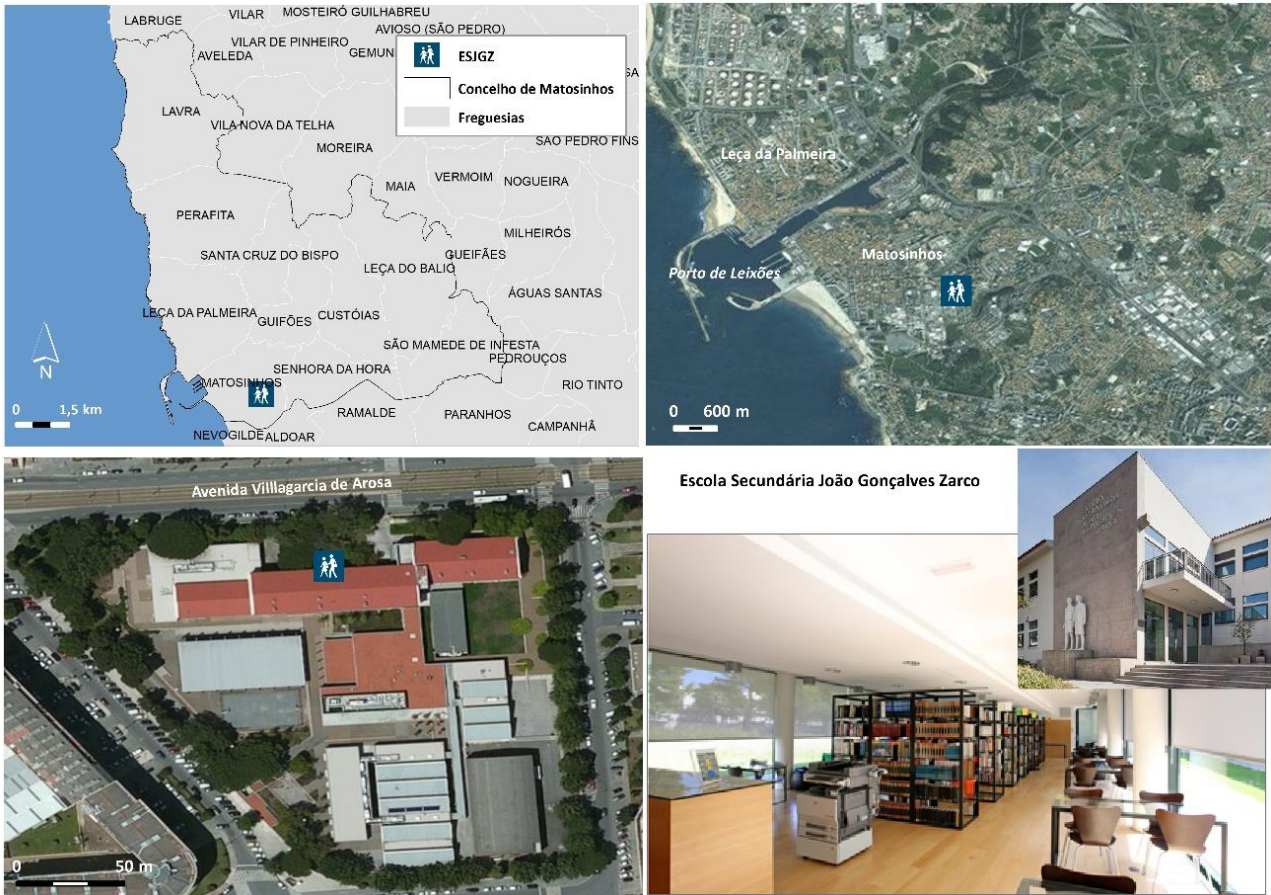 LABRUGE
VILAR
MOSTEIRÓ
GUILHABREU
AVIOSO (SÃO PEDRO)
VILAR DE PINHEIRO
AVELEDA
GEMUN
ESJGZ
Concelho de Matosinhos
Freguesias
SA
LAVRA
VILA NOVA DA TELHA
MOREIRA
SÃO PEDRO FINS
MAIA
VERMOIM
NOGUEIRA
PERAFITA
MILHEIRÓS
SANTA CRUZ DO BISPO
GUEIFÃES
LEÇA DO BALIO
ÁGUAS SANTAS
LEÇA DA PALMEIRA
GUIFÕES
CUSTÓIAS
SÃO MAMEDE DE INFESTA
PEDROUÇOS
SENHORA DA HORA
MATOSINHOS
RIO TINTO
RAMALDE
PARANHOS
CAMPANHÃ
NEVOGILDE
ALDOAR
N
0 1,5 km
Leça da Palmeira
Matosinhos
Porto de Leixões
0 600 m
Avenida Villlagarcia de Arosa
0 50 m
Escola Secundária João Gonçalves Zarco